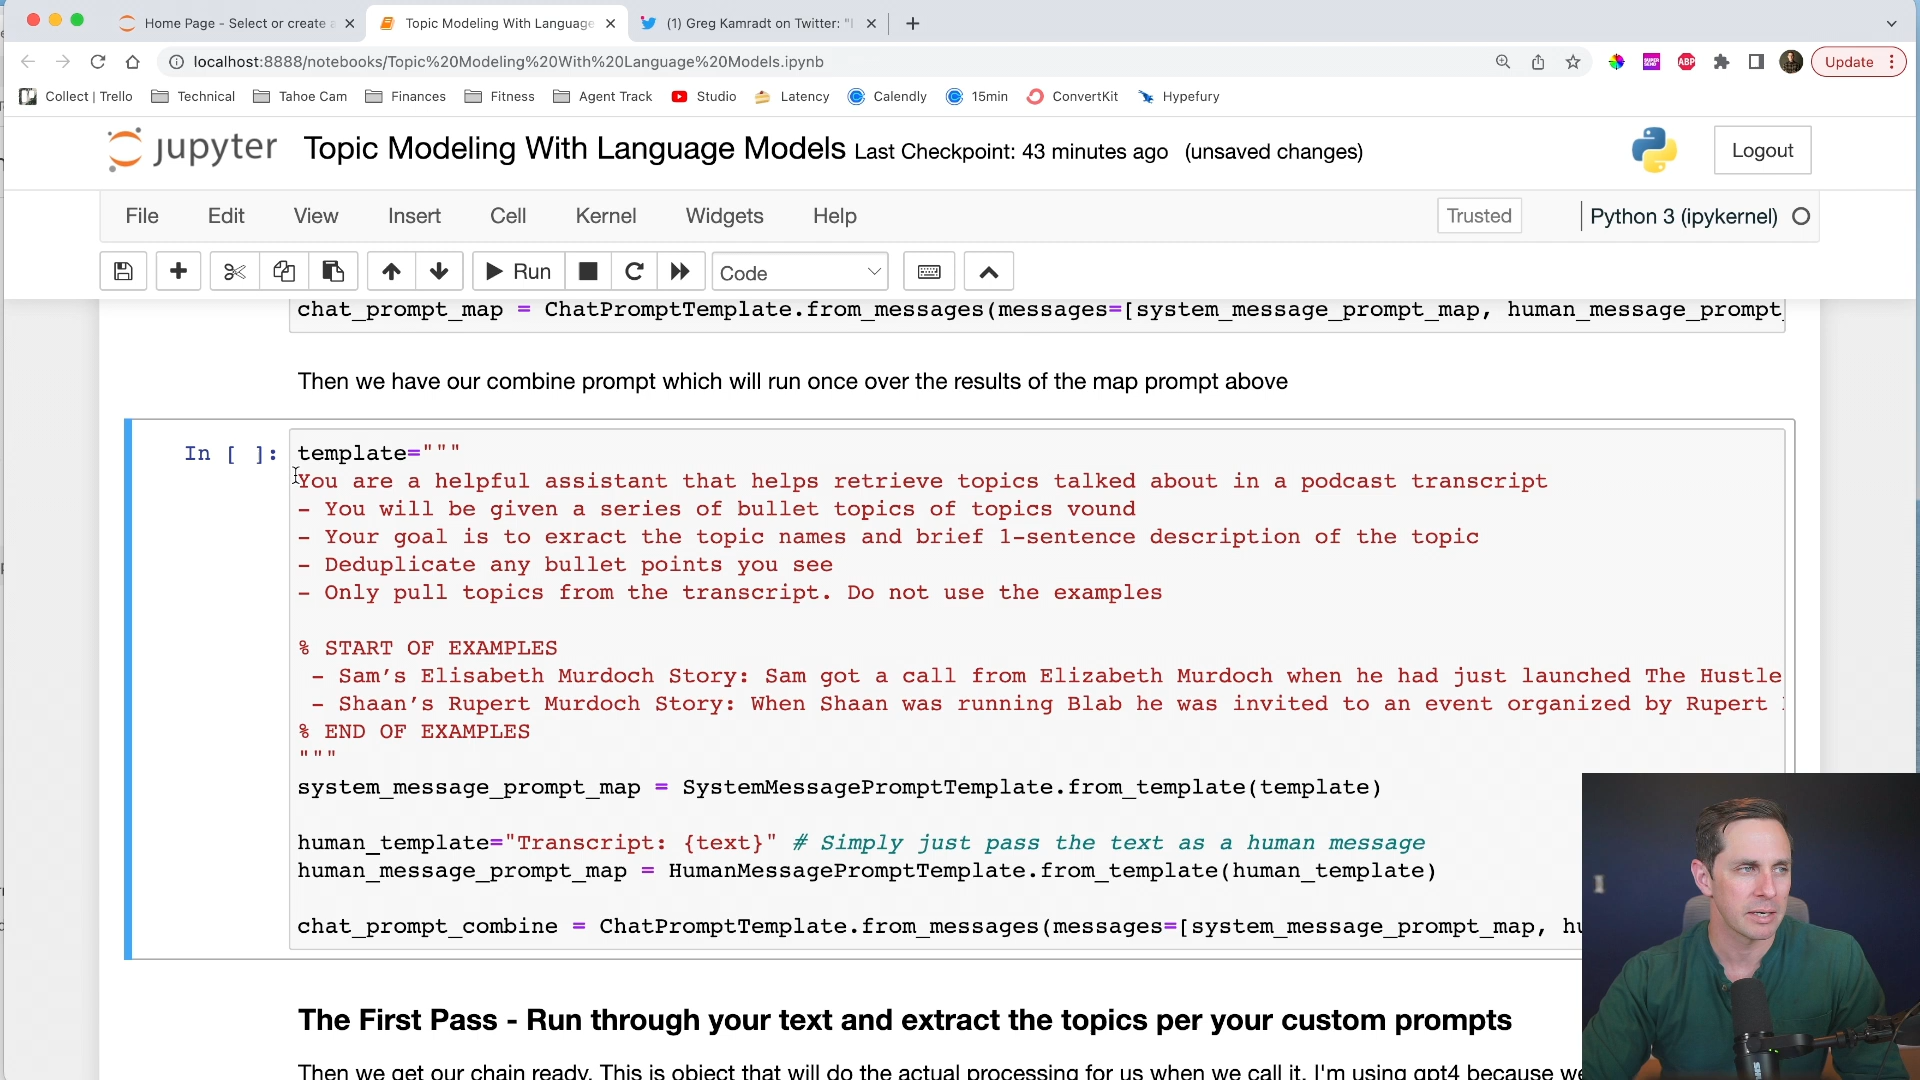 Home Page - Select or create a
Topic Modeling With Language
(1) Greg Kamradt on Twitter: "I
localhost:8888/notebooks/Topic%20Modeling%20With%20Language%20Models.ipynb
ABP
Update
Collect | Trello
Technical
Tahoe Cam
Finances
Fitness
Agent Track
Studio
Latency
Calendly
15min
ConvertKit
Hypefury
jupyter
Topic Modeling With Language Models Last Checkpoint: 43 minutes ago (unsaved changes)
Logout
File
Edit
View
Insert
Cell
Kernel
Widgets
Help
Trusted
Python 3 (ipykernel)
Run
Code
chat_prompt_map = ChatPromptTemplate.from_messages(messages=[system_message_prompt_map, human_message_prompt_
Then we have our combine prompt which will run once over the results of the map prompt above
In [ ]:
template="""
You are a helpful assistant that helps retrieve topics talked about in a podcast transcript
- You will be given a series of bullet topics of topics vound
- Your goal is to exract the topic names and brief 1-sentence description of the topic
- Deduplicate any bullet points you see
- Only pull topics from the transcript. Do not use the examples
% START OF EXAMPLES
- Sam's Elisabeth Murdoch Story: Sam got a call from Elizabeth Murdoch when he had just launched The Hustle
- Shaan's Rupert Murdoch Story: When Shaan was running Blab he was invited to an event organized by Rupert
% END OF EXAMPLES
"""
system_message_prompt_map = SystemMessagePromptTemplate.from_template(template)
human_template="Transcript: {text}" # Simply just pass the text as a human message
human_message_prompt_map = HumanMessagePromptTemplate.from_template(human_template)
chat_prompt_combine = ChatPromptTemplate.from_messages(messages=[system_message_prompt_map, hu
The First Pass - Run through your text and extract the topics per your custom prompts
Then we get our chain ready. This is object that will do the actual processing for us when we call it. I'm using gpt4 because we